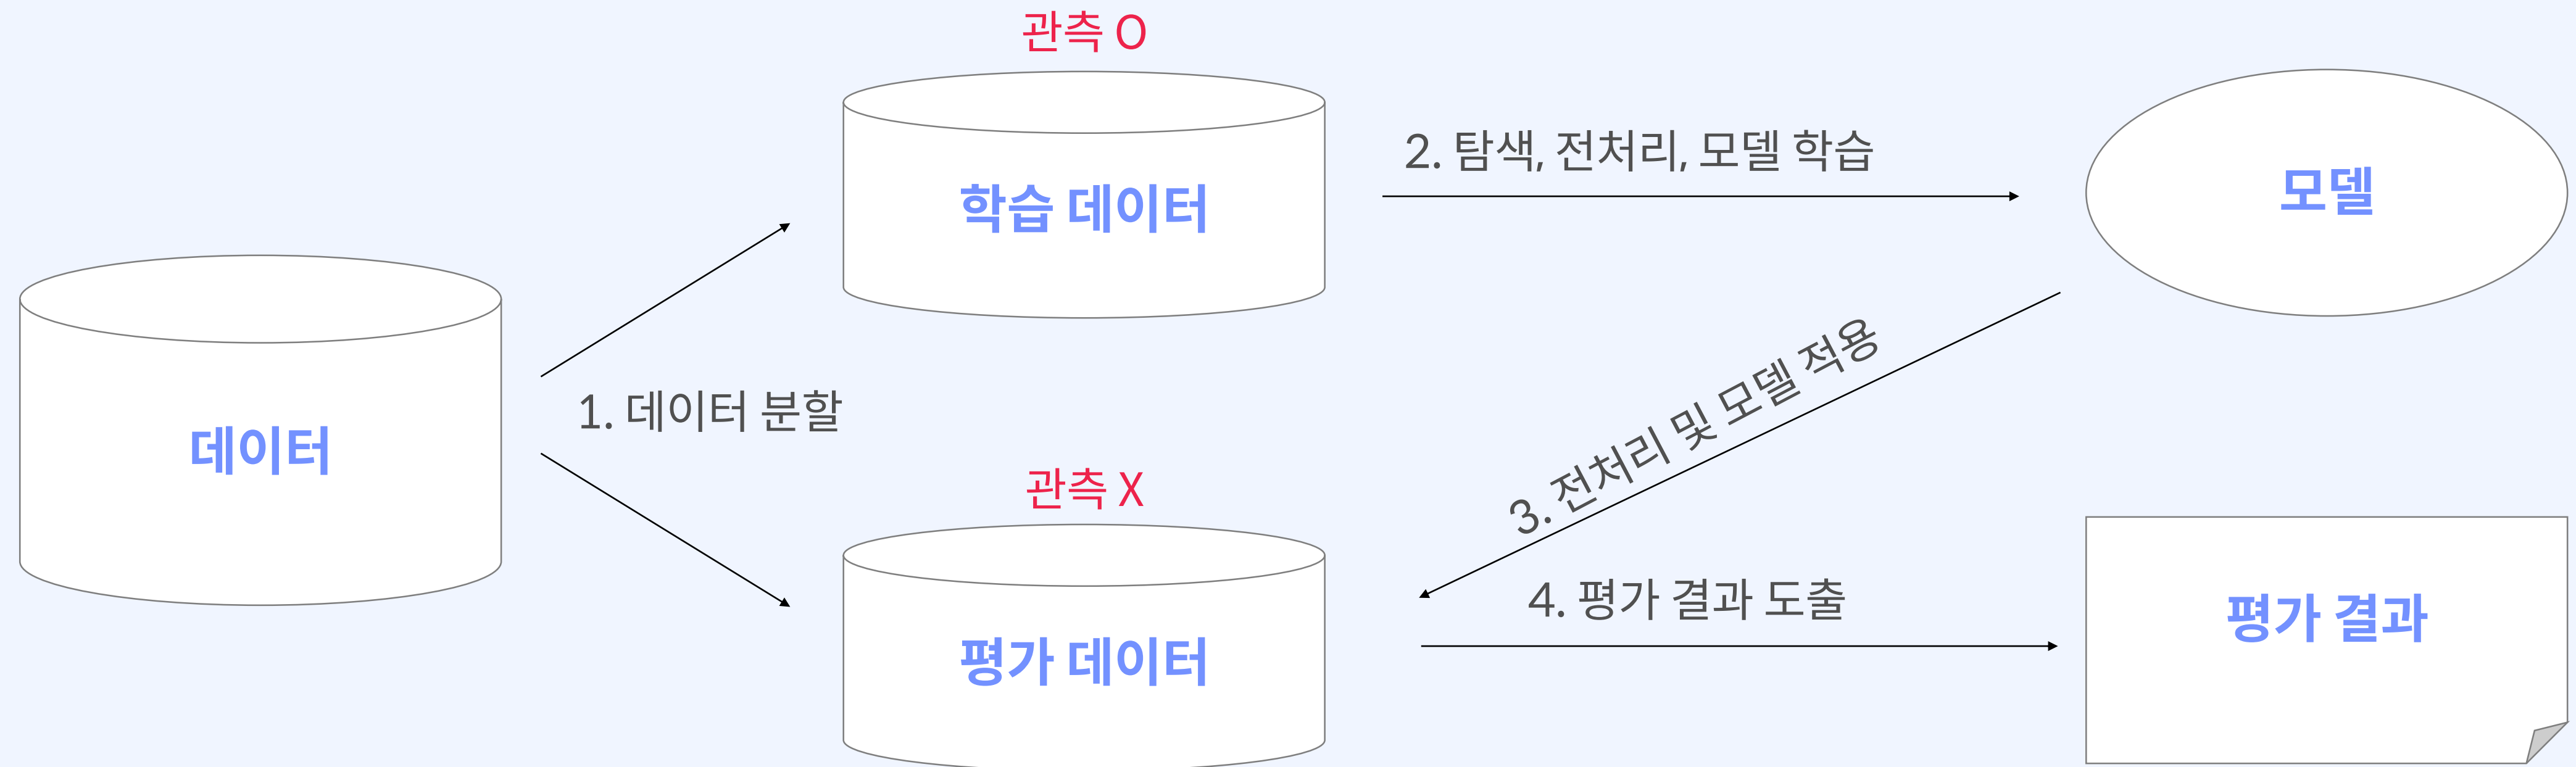 관측 O
학습 데이터
2. 탐색, 전처리, 모델 학습
모델
데이터
1. 데이터 분할
3. 전처리 및 모델 적용
관측 X
평가 데이터
4. 평가 결과 도출
평가 결과